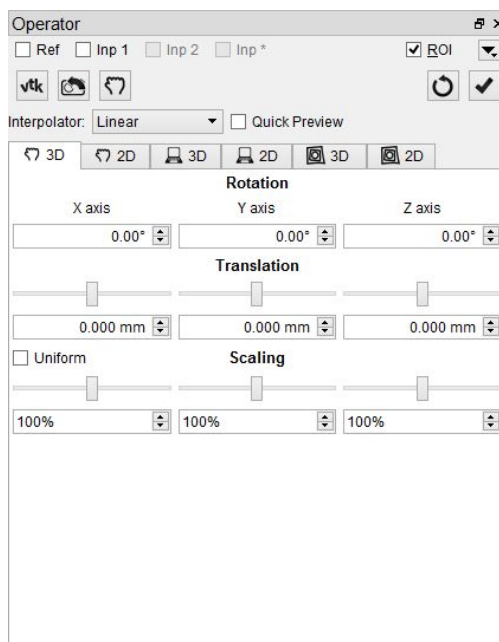 Operator
Ref Inp 1 Inp 2 Inp * ROI
vtk
Interpolator: Linear Quick Preview
3D 2D 3D 2D 3D 2D
Rotation
X axis Y axis Z axis
0.00° 0.00° 0.00°
Translation
0.000 mm 0.000 mm 0.000 mm
Uniform Scaling
100% 100% 100%